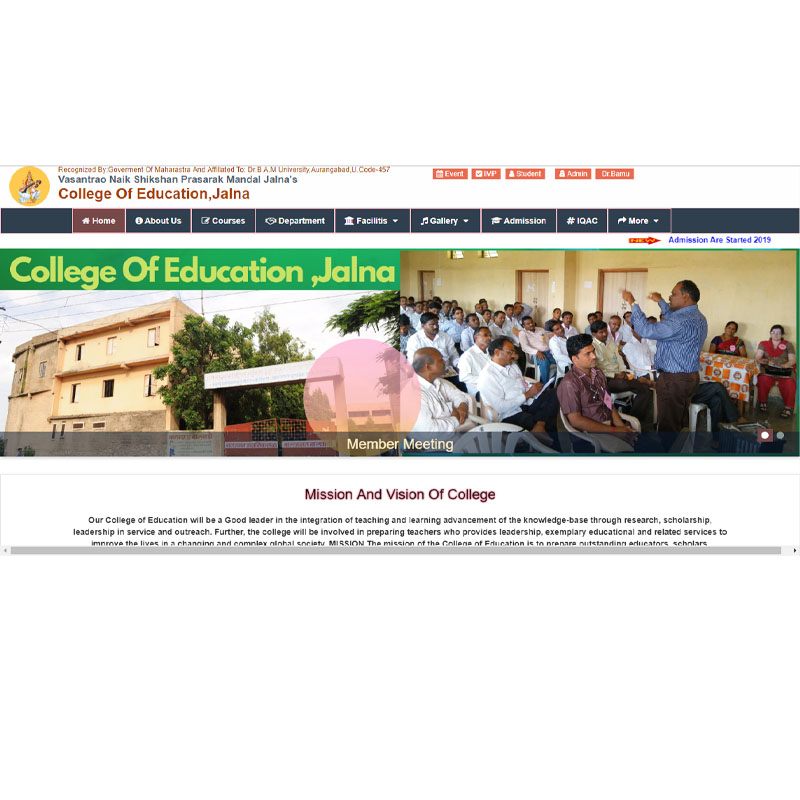 Recognized By:Goverment Of Maharastra And Affiliated To: Dr.B.A.M University,Aurangabad,U.Code-457
Vasantrao Naik Shikshan Prasarak Mandal Jalna's
College Of Education,Jalna
Event IMP Student Admin Dr.Bamu
Home About Us Courses Department Facilitis Gallery Admission IQAC More
NEW Admission Are Started 2019
College Of Education ,Jalna
Member Meeting
Mission And Vision Of College
Our College of Education will be a Good leader in the integration of teaching and learning advancement of the knowledge-base through research, scholarship,
leadership in service and outreach. Further, the college will be involved in preparing teachers who provides leadership, exemplary educational and related services to
improve the lives in a changing and complex global society. MISSION The mission of the College of Education is to prepare outstanding educators, scholars